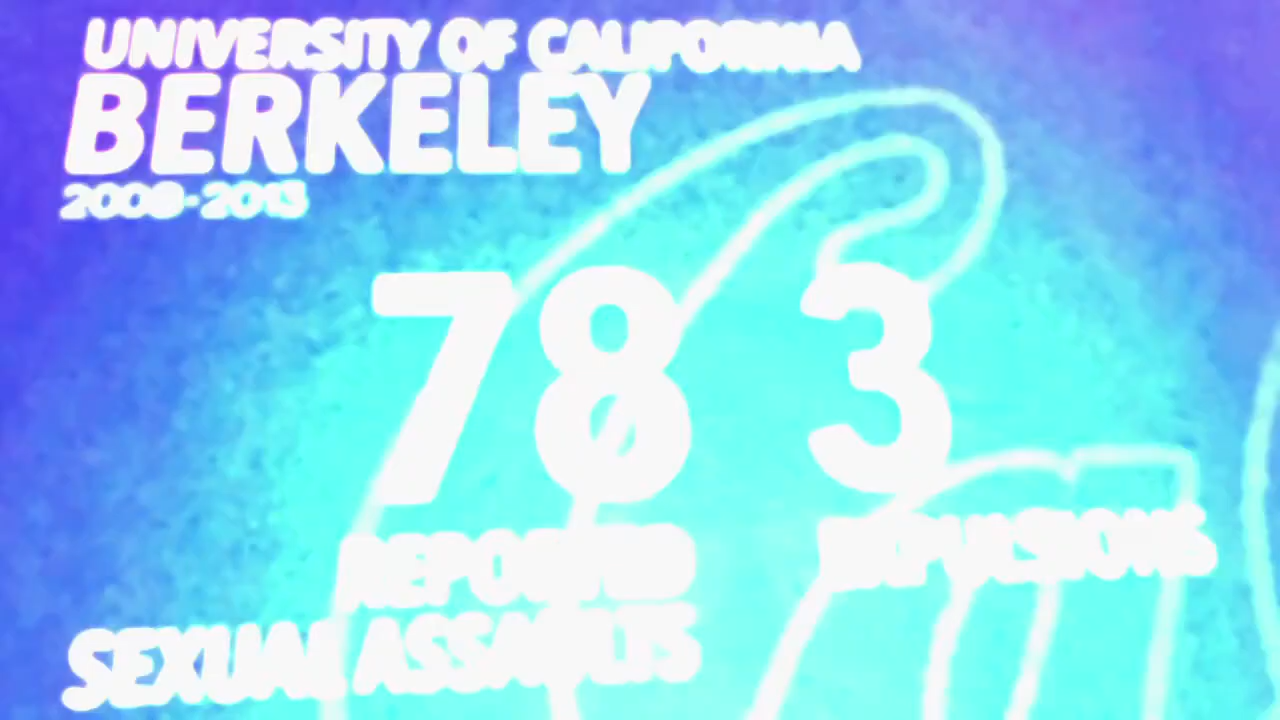 UNIVERSITY OF CALIFORNIA
BERKELEY
2008-2013
78 3
REPORTED EXPULSIONS
SEXUAL ASSAULTS